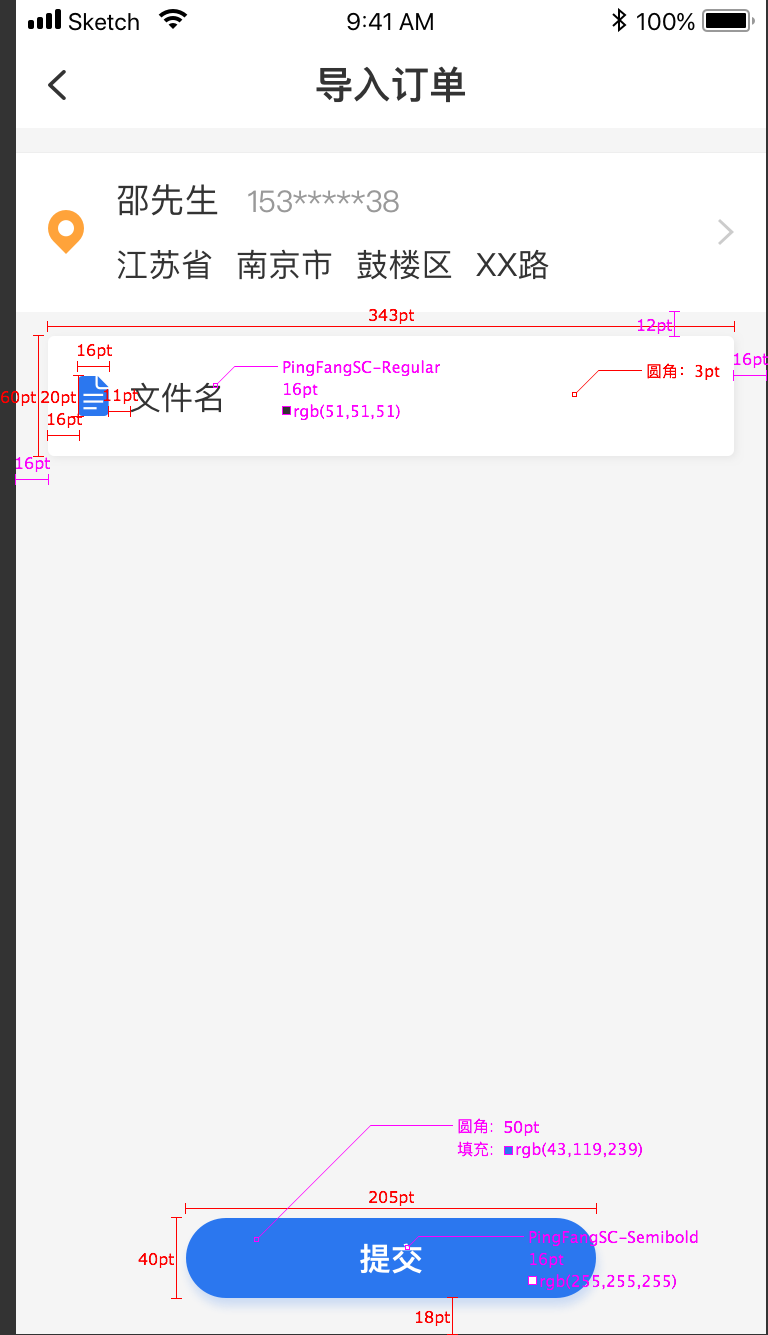 Sketch 9:41 AM 100%
导入订单
邵先生 153*****38
江苏省 南京市 鼓楼区 XX路
343pt
12pt
16pt
16pt
PingFangSC-Regular
圆角：3pt
60pt
20pt
11pt
文件名
16pt
rgb(51,51,51)
16pt
16pt
圆角：50pt
填充：rgb(43,119,239)
205pt
40pt
提交
PingFangSC-Semibold
16pt
rgb(255,255,255)
18pt